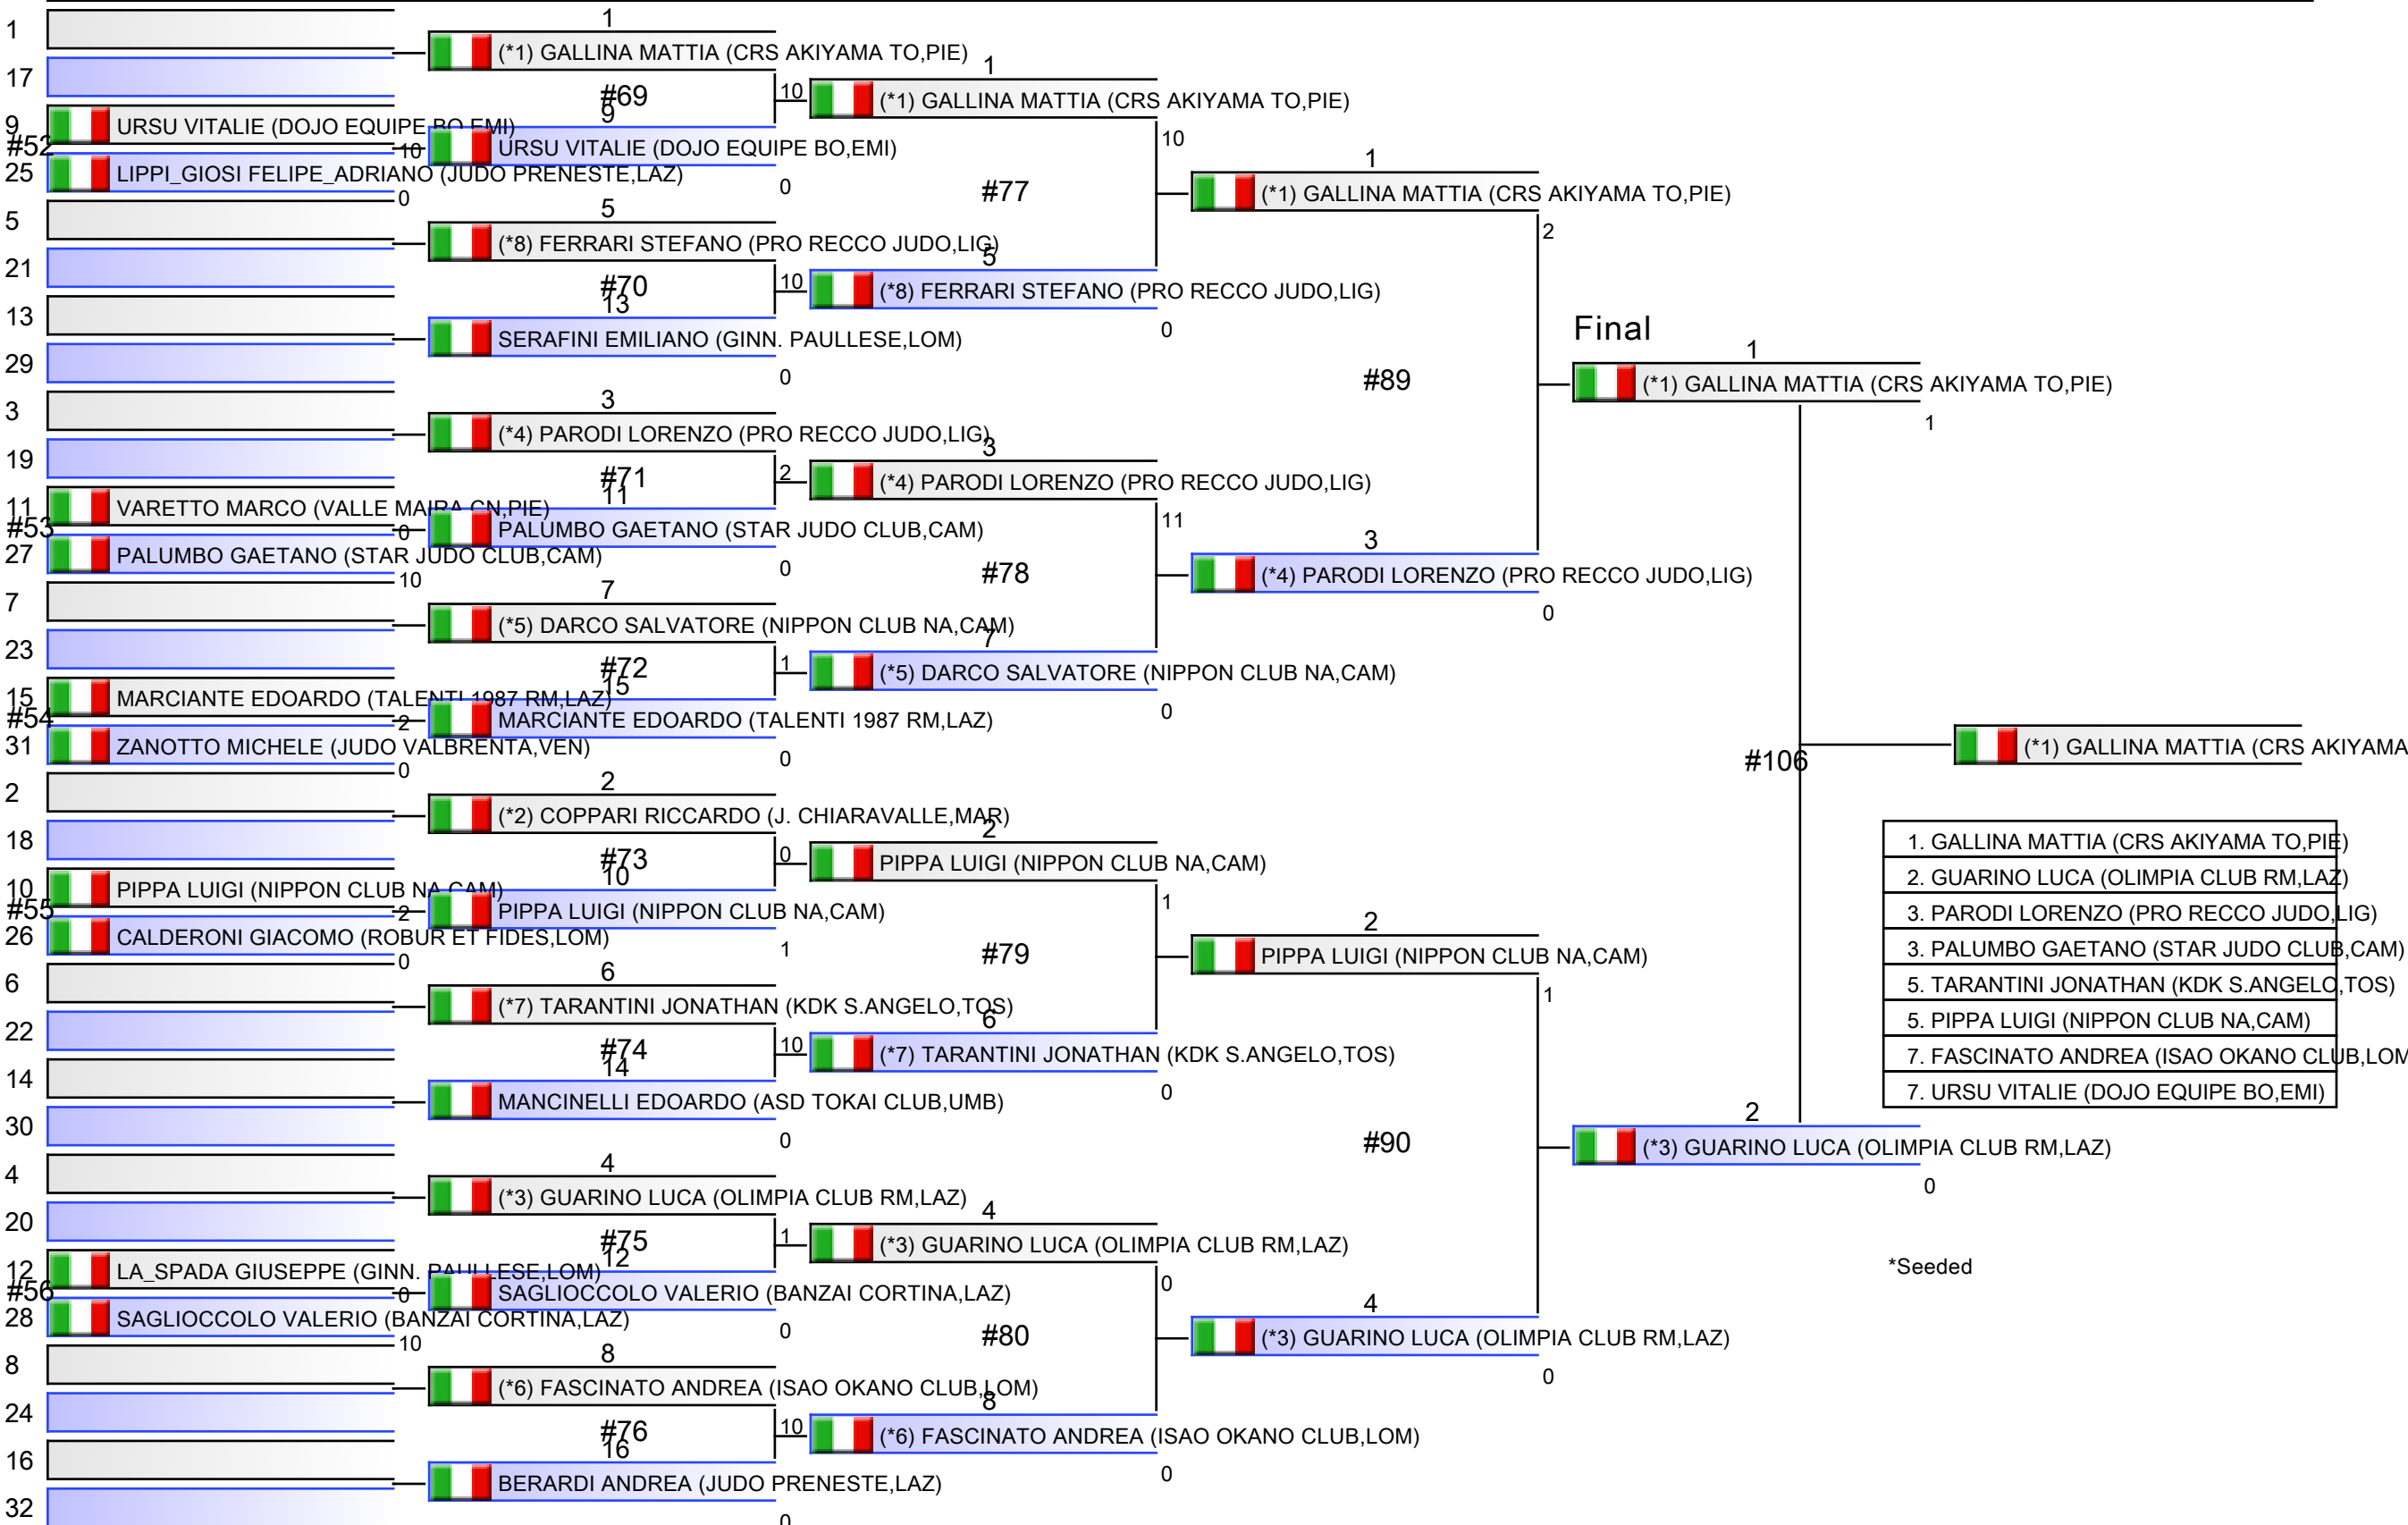 1
17
9
#52
25
5
21
13
29
3
19
11
#53
27
7
23
15
#54
31
2
18
10
#55
26
6
22
14
30
4
20
12
#56
28
8
24
16
32
URSU VITALIE (DOJO EQUIPE BO,EMI)
10
LIPPI_GIOSI FELIPE_ADRIANO (JUDO PRENESTE,LAZ)
0
VARETTO MARCO (VALLE MAIRA CN,PIE)
0
PALUMBO GAETANO (STAR JUDO CLUB,CAM)
10
MARCIANTE EDOARDO (TALENTI 1987 RM,LAZ)
2
ZANOTTO MICHELE (JUDO VALBRENTA,VEN)
0
PIPPA LUIGI (NIPPON CLUB NA,CAM)
2
CALDERONI GIACOMO (ROBUR ET FIDES,LOM)
0
LA_SPADA GIUSEPPE (GINN. PAULLESE,LOM)
0
SAGLIOCCOLO VALERIO (BANZAI CORTINA,LAZ)
10
1
(*1) GALLINA MATTIA (CRS AKIYAMA TO,PIE)
#69
10
9
URSU VITALIE (DOJO EQUIPE BO,EMI)
0
5
(*8) FERRARI STEFANO (PRO RECCO JUDO,LIG)
#70
10
13
SERAFINI EMILIANO (GINN. PAULLESE,LOM)
0
3
(*4) PARODI LORENZO (PRO RECCO JUDO,LIG)
#71
2
11
PALUMBO GAETANO (STAR JUDO CLUB,CAM)
0
7
(*5) DARCO SALVATORE (NIPPON CLUB NA,CAM)
#72
1
15
MARCIANTE EDOARDO (TALENTI 1987 RM,LAZ)
0
2
(*2) COPPARI RICCARDO (J. CHIARAVALLE,MAR)
#73
0
10
PIPPA LUIGI (NIPPON CLUB NA,CAM)
1
6
(*7) TARANTINI JONATHAN (KDK S.ANGELO,TOS)
#74
10
14
MANCINELLI EDOARDO (ASD TOKAI CLUB,UMB)
0
4
(*3) GUARINO LUCA (OLIMPIA CLUB RM,LAZ)
#75
1
12
SAGLIOCCOLO VALERIO (BANZAI CORTINA,LAZ)
0
8
(*6) FASCINATO ANDREA (ISAO OKANO CLUB,LOM)
#76
10
16
BERARDI ANDREA (JUDO PRENESTE,LAZ)
0
1
(*1) GALLINA MATTIA (CRS AKIYAMA TO,PIE)
10
#77
5
(*8) FERRARI STEFANO (PRO RECCO JUDO,LIG)
0
3
(*4) PARODI LORENZO (PRO RECCO JUDO,LIG)
11
#78
7
(*5) DARCO SALVATORE (NIPPON CLUB NA,CAM)
0
2
PIPPA LUIGI (NIPPON CLUB NA,CAM)
1
#79
6
(*7) TARANTINI JONATHAN (KDK S.ANGELO,TOS)
0
4
(*3) GUARINO LUCA (OLIMPIA CLUB RM,LAZ)
0
#80
8
(*6) FASCINATO ANDREA (ISAO OKANO CLUB,LOM)
0
1
(*1) GALLINA MATTIA (CRS AKIYAMA TO,PIE)
2
#89
3
(*4) PARODI LORENZO (PRO RECCO JUDO,LIG)
0
2
PIPPA LUIGI (NIPPON CLUB NA,CAM)
1
#90
4
(*3) GUARINO LUCA (OLIMPIA CLUB RM,LAZ)
0
Final
1
(*1) GALLINA MATTIA (CRS AKIYAMA TO,PIE)
1
#106
2
(*3) GUARINO LUCA (OLIMPIA CLUB RM,LAZ)
0
(*1) GALLINA MATTIA (CRS AKIYAMA
1. GALLINA MATTIA (CRS AKIYAMA TO,PIE)
2. GUARINO LUCA (OLIMPIA CLUB RM,LAZ)
3. PARODI LORENZO (PRO RECCO JUDO,LIG)
3. PALUMBO GAETANO (STAR JUDO CLUB,CAM)
5. TARANTINI JONATHAN (KDK S.ANGELO,TOS)
5. PIPPA LUIGI (NIPPON CLUB NA,CAM)
7. FASCINATO ANDREA (ISAO OKANO CLUB,LOM
7. URSU VITALIE (DOJO EQUIPE BO,EMI)
*Seeded